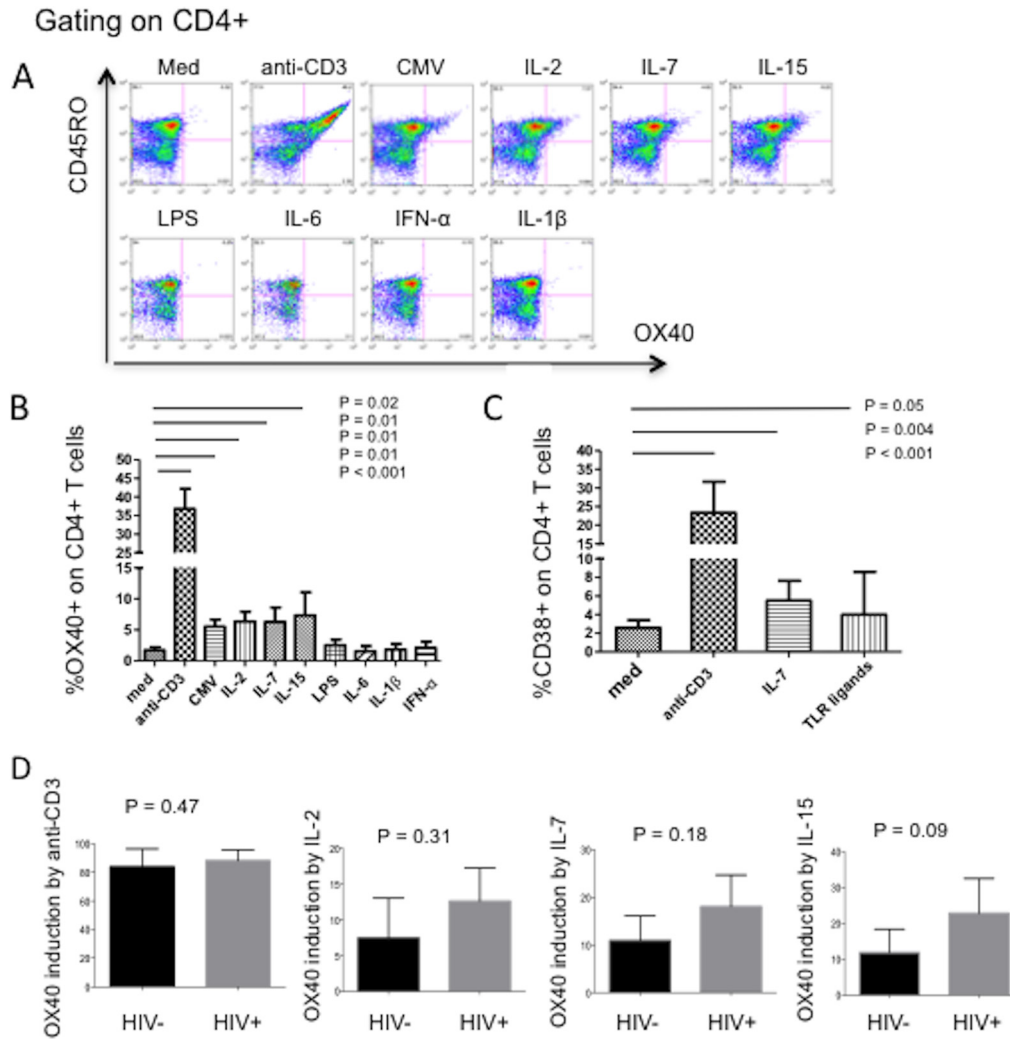 Gating on CD4+
A
Med anti-CD3 CMV IL-2 IL-7 IL-15
CD45RO
LPS IL-6 IFN-α IL-1β
OX40
B
P = 0.02
P = 0.01
P = 0.01
P = 0.01
P < 0.001
%OX40+ on CD4+ T cells
50
45
40
35
30
25
15
10
5
0
med anti-CD3 CMV IL-2 IL-7 IL-15 LPS IL-6 IL-1β IFN-α
C
P = 0.05
P = 0.004
P < 0.001
%CD38+ on CD4+ T cells
40
35
30
25
20
15
10
8
6
4
2
0
med anti-CD3 IL-7 TLR ligands
D
OX40 induction by anti-CD3
P = 0.47
100
80
60
40
20
0
HIV- HIV+
OX40 induction by IL-2
P = 0.31
20
15
10
5
0
HIV- HIV+
OX40 induction by IL-7
P = 0.18
30
20
10
0
HIV- HIV+
OX40 induction by IL-15
P = 0.09
40
30
20
10
0
HIV- HIV+